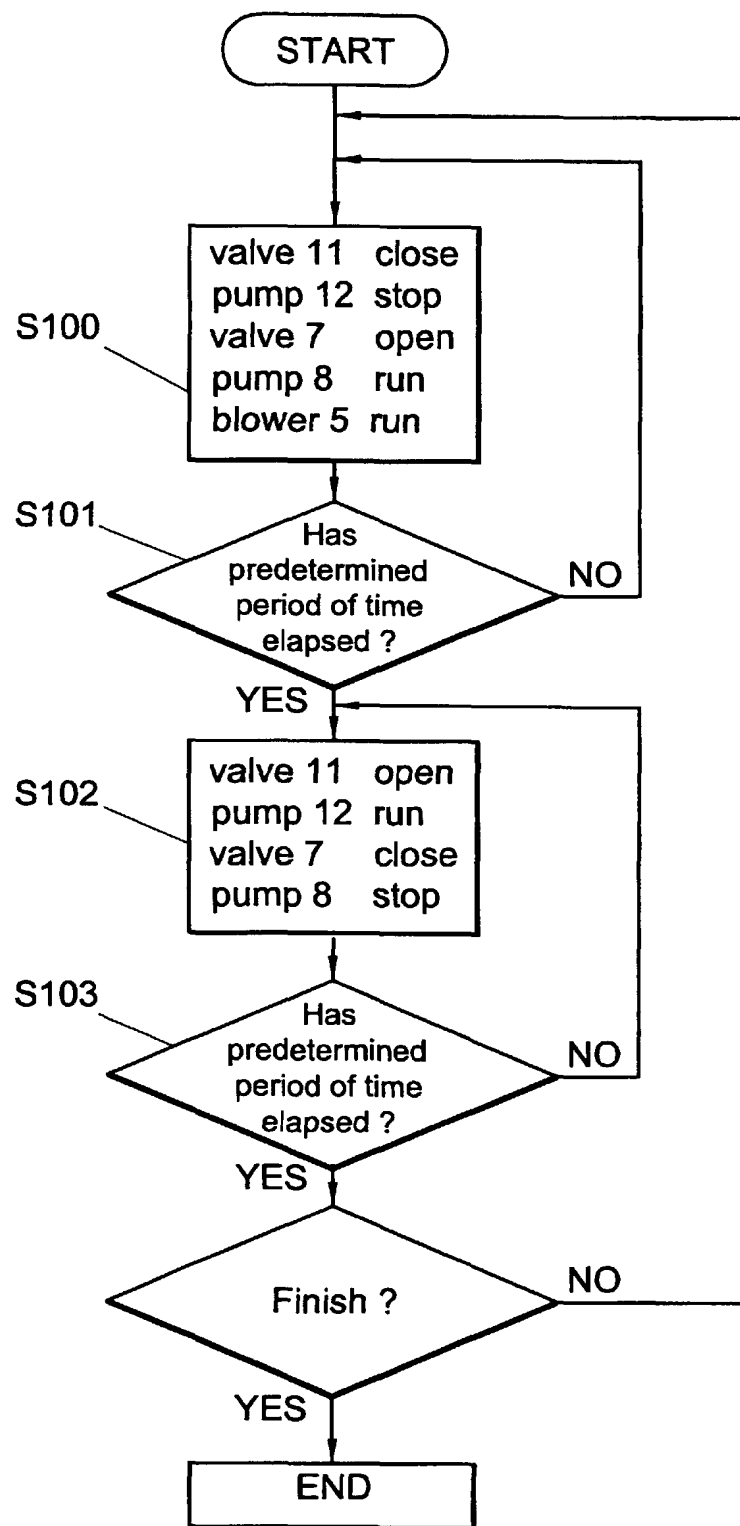 START
S100
valve 11 close
pump 12 stop
valve 7 open
pump 8 run
blower 5 run
S101
Has
predetermined
period of time
elapsed ?
NO
YES
S102
valve 11 open
pump 12 run
valve 7 close
pump 8 stop
S103
Has
predetermined
period of time
elapsed ?
NO
YES
Finish ?
NO
YES
END